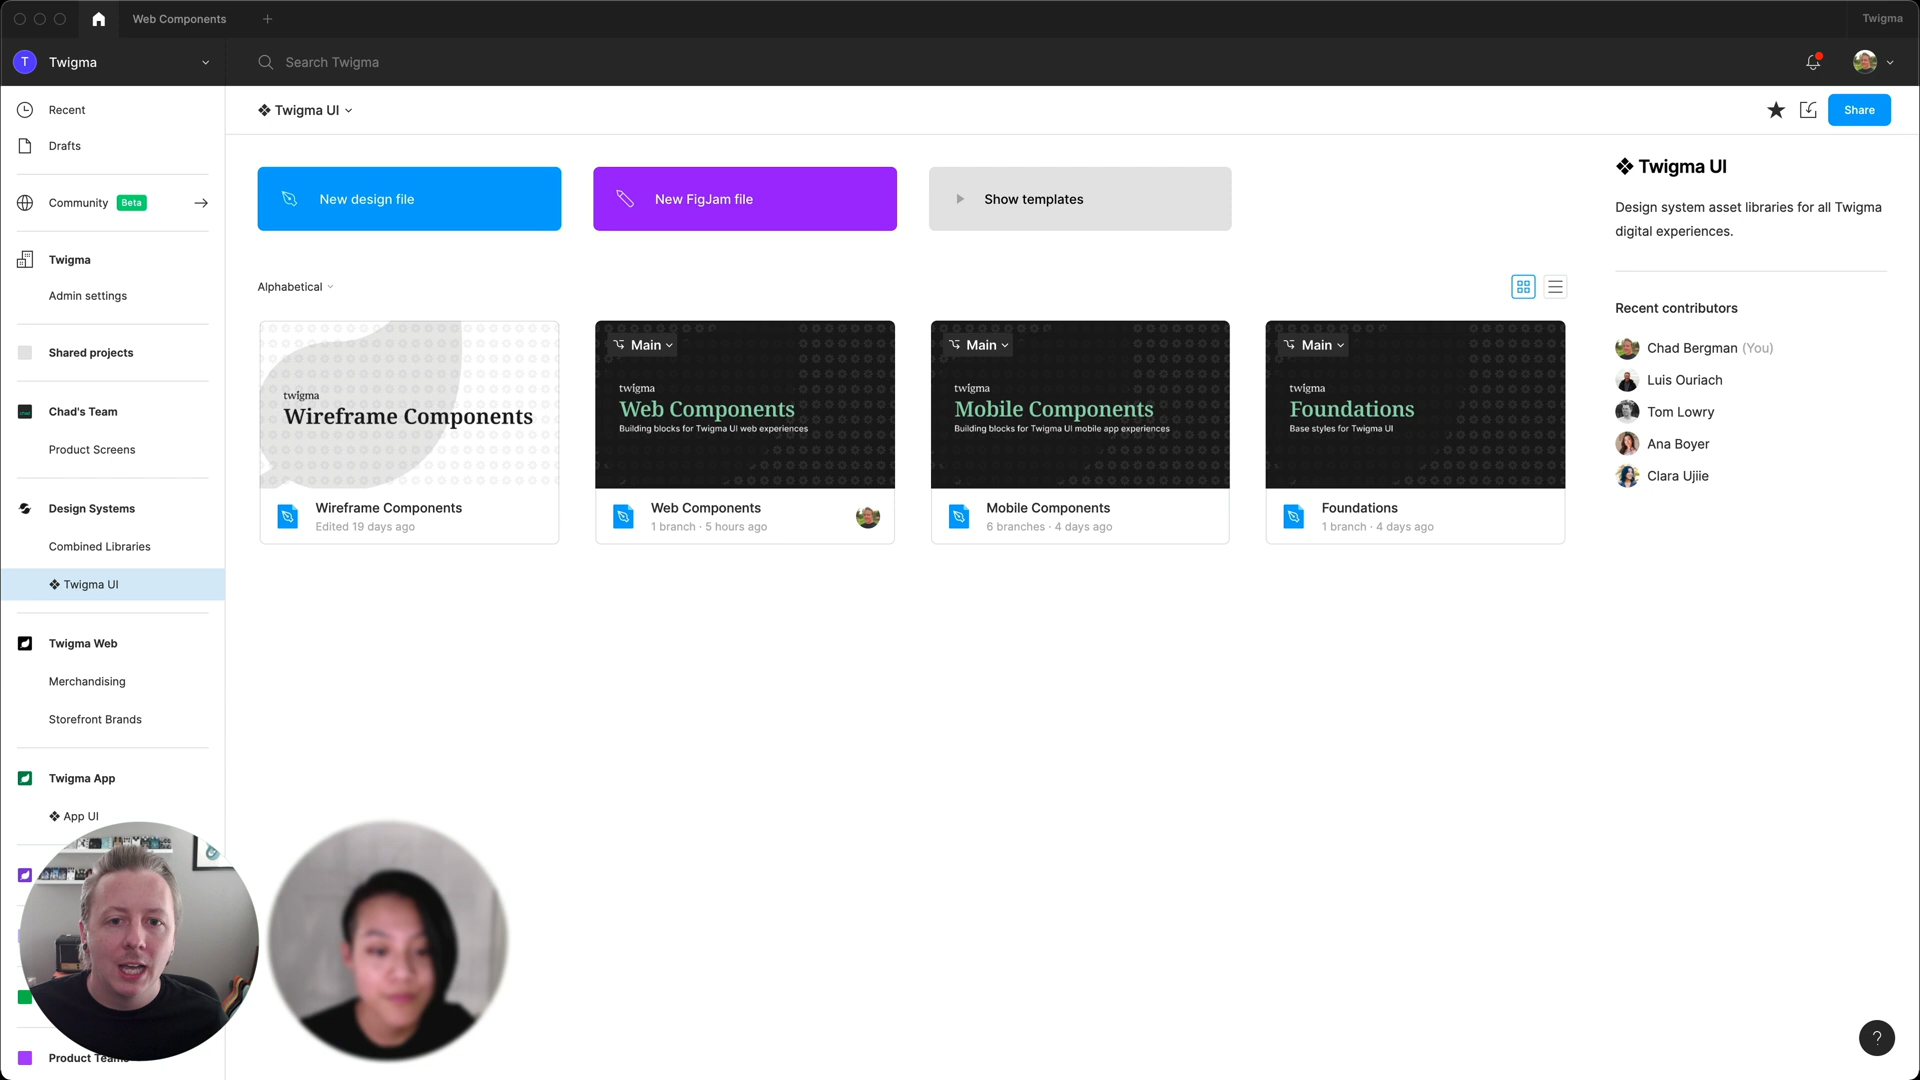 Web Components
Twigma
T
Twigma
Search Twigma
Recent
Drafts
Community Beta
Twigma
Admin settings
Shared projects
Chad's Team
Product Screens
Design Systems
Combined Libraries
Twigma UI
Twigma Web
Merchandising
Storefront Brands
Twigma App
App UI
Twigma UI
Share
New design file
New FigJam file
Show templates
Alphabetical
twigma
Wireframe Components
Wireframe Components
Edited 19 days ago
Main
twigma
Web Components
Building blocks for Twigma UI web experiences
Web Components
1 branch · 5 hours ago
Main
twigma
Mobile Components
Building blocks for Twigma UI mobile app experiences
Mobile Components
6 branches · 4 days ago
Main
twigma
Foundations
Base styles for Twigma UI
Foundations
1 branch · 4 days ago
Twigma UI
Design system asset libraries for all Twigma
digital experiences.
Recent contributors
Chad Bergman (You)
Luis Ouriach
Tom Lowry
Ana Boyer
Clara Ujiie
Product Teams
?